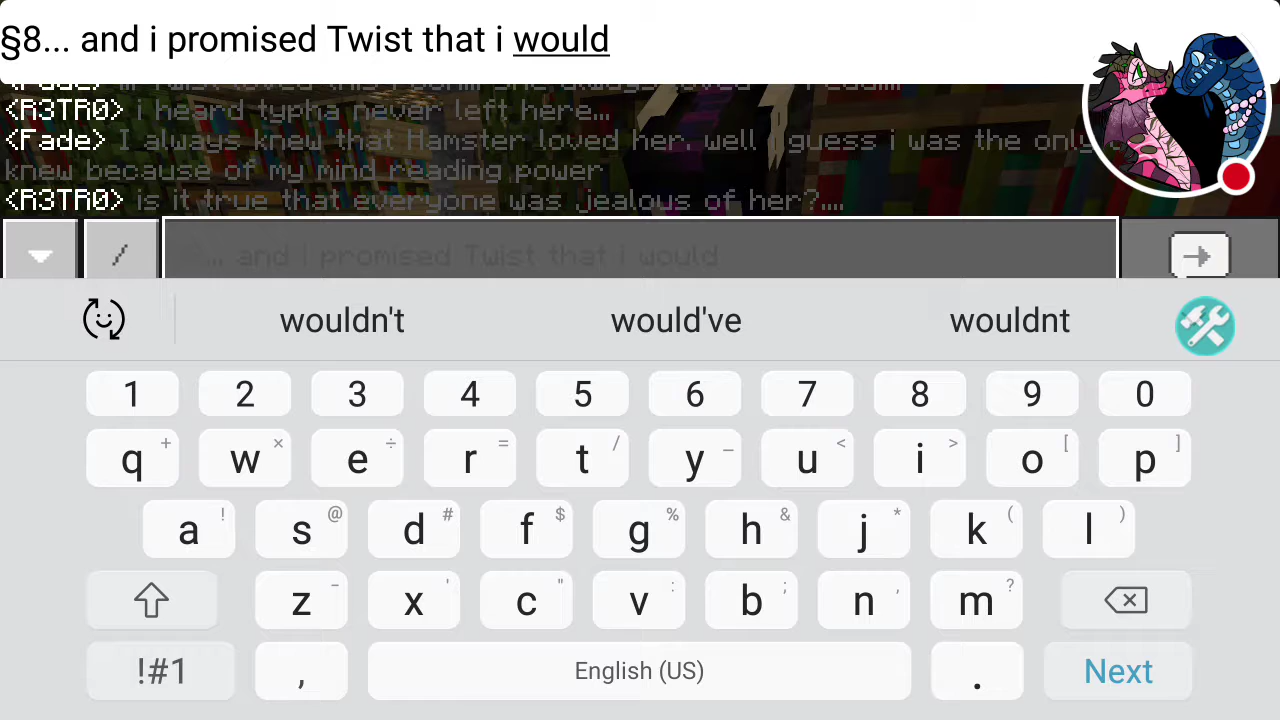 §8... and i promised Twist that i would
<R3TR0> i heard typha never left here...
<Fade> I always knew that Hamster loved her. well I guess i was the only
knew because of my mind reading power
<R3TR0> is it true that everyone was jealous of her?....
/ §8... and i promised Twist that i would
wouldn't would've wouldnt
1 2 3 4 5 6 7 8 9 0
q + w × e ÷ r = t / y _ u < i > o [ p ]
a ! s @ d # f $ g % h & j * k ( l )
z - x ' c " v : b ; n , m ?
!#1 , English (US) . Next